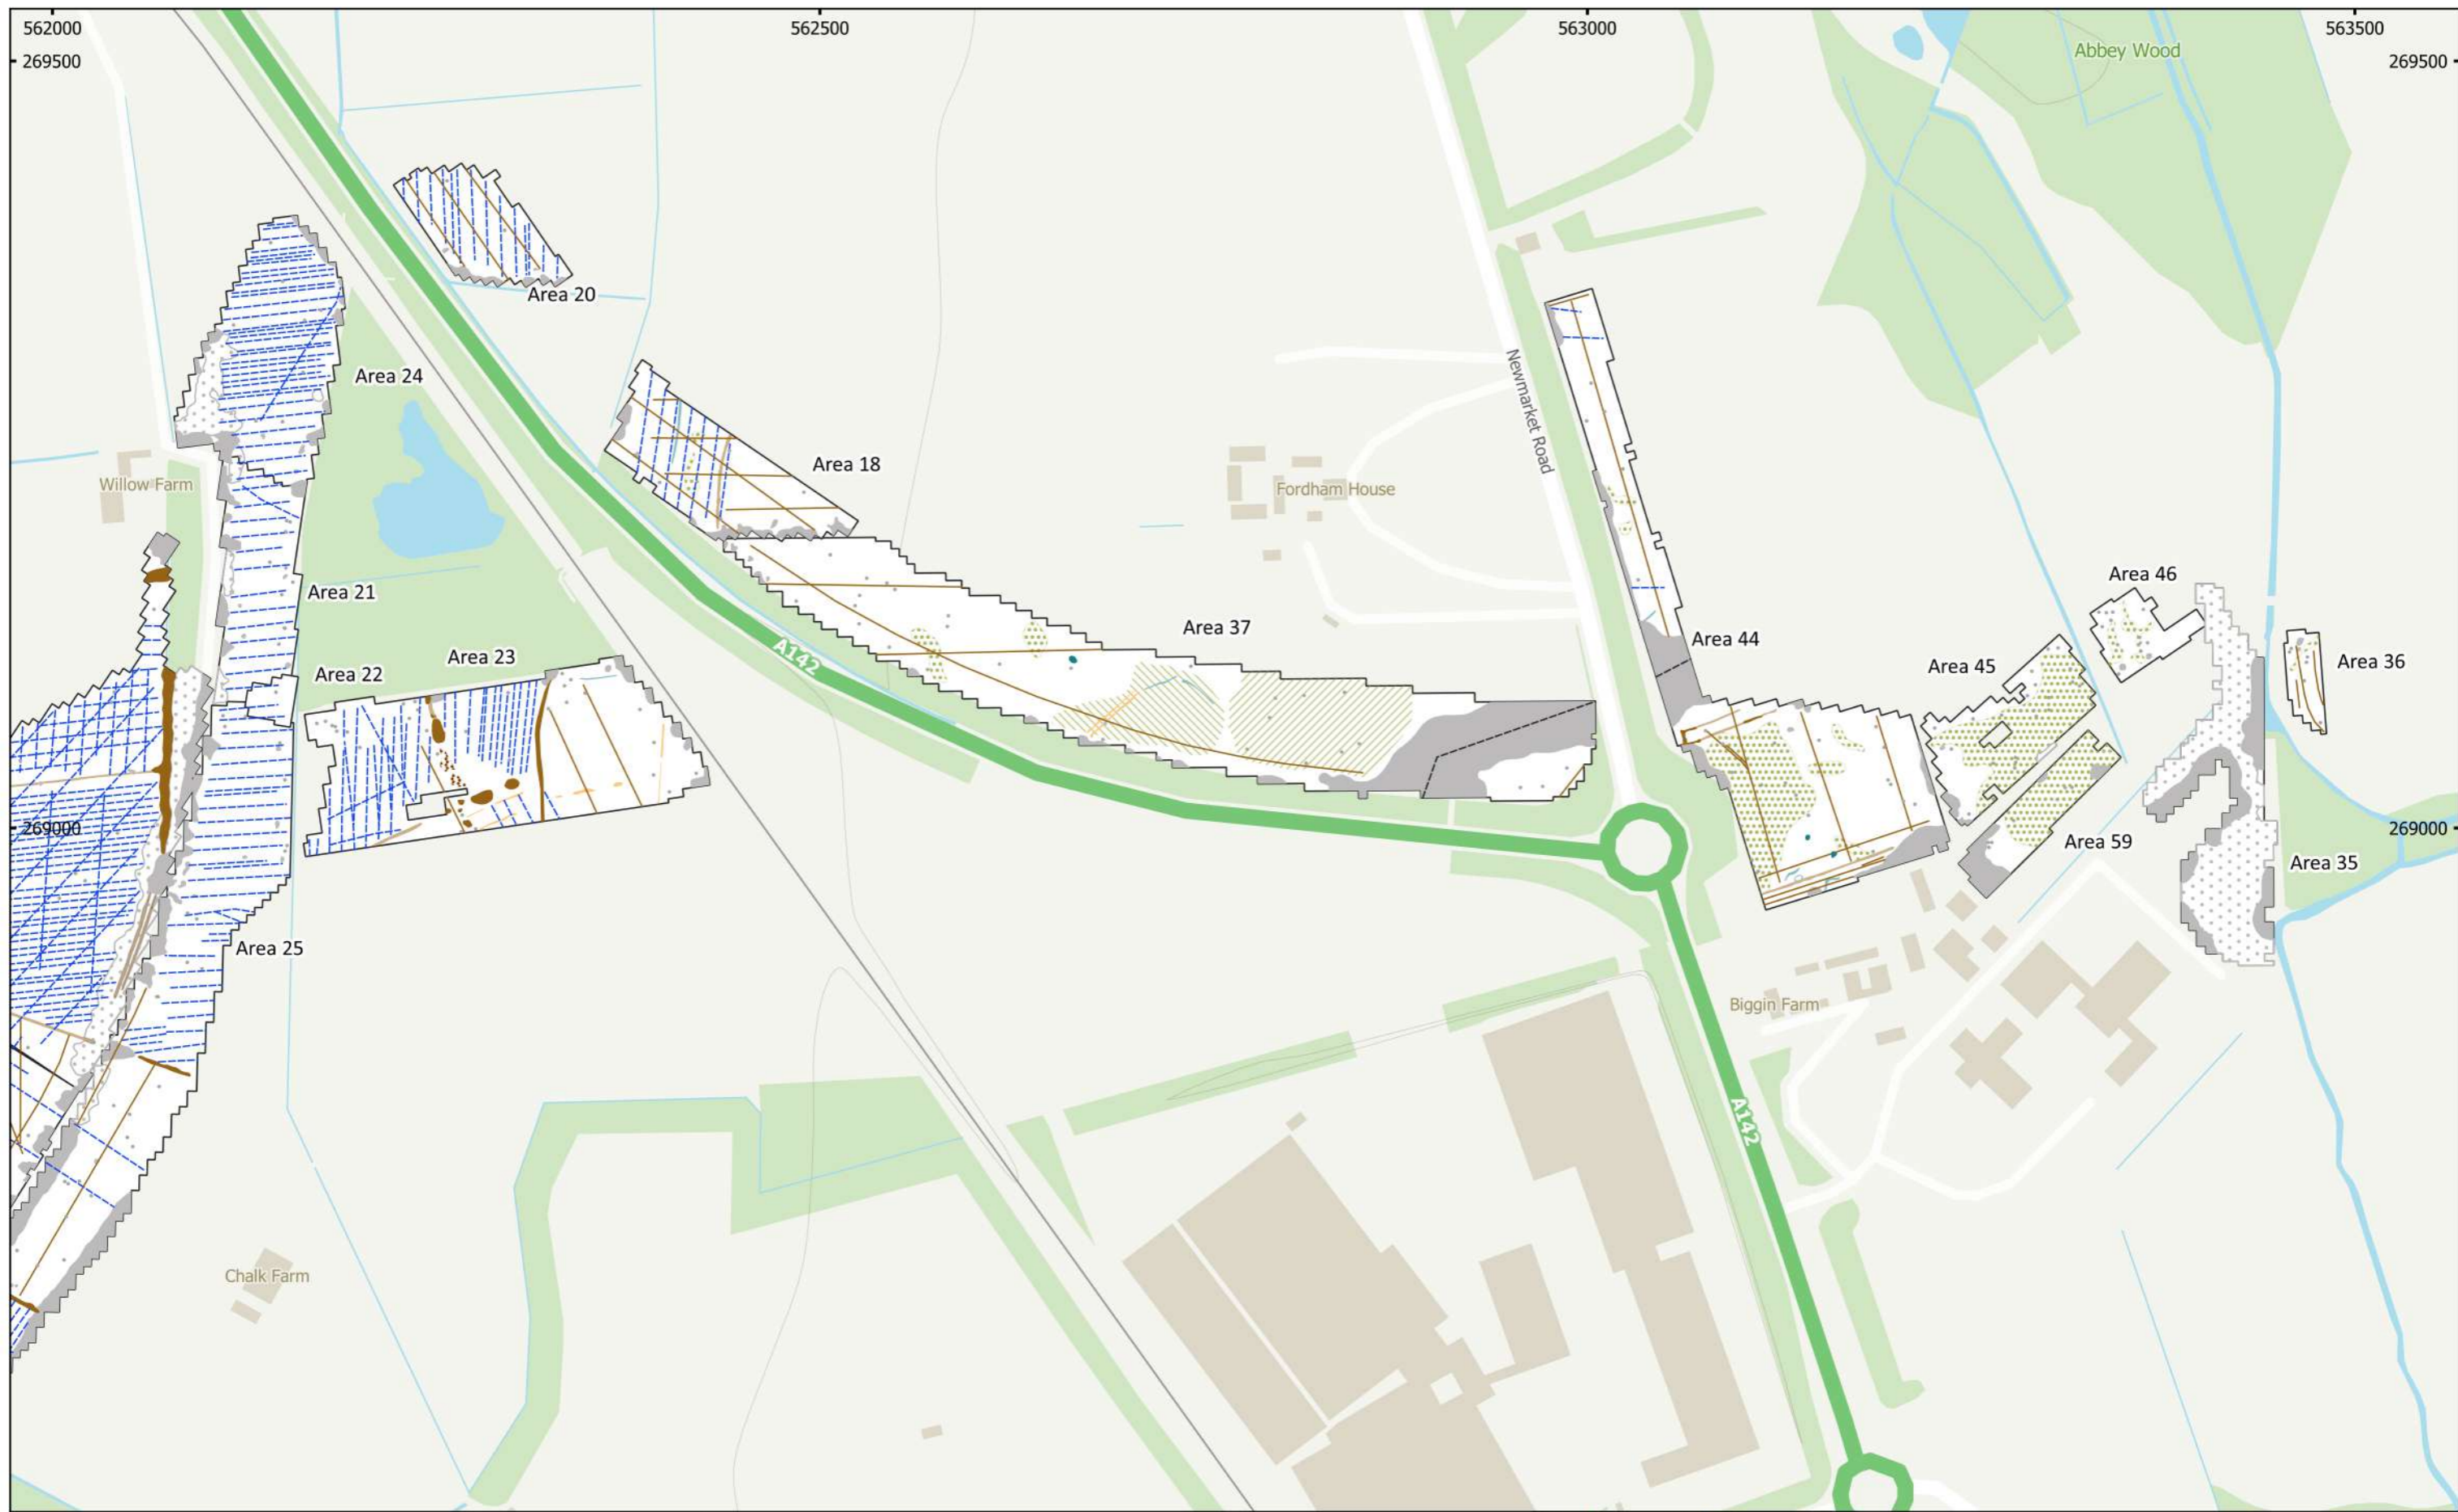 562000
562500
563000
563500
269500
269500
Abbey Wood
Area 20
Area 24
Newmarket Road
Area 18
Willow Farm
Fordham House
Area 46
Area 21
Area 37
Area 44
A142
Area 23
Area 45
Area 36
Area 22
269000
269000
Area 59
Area 35
Area 25
Biggin Farm
A142
Chalk Farm